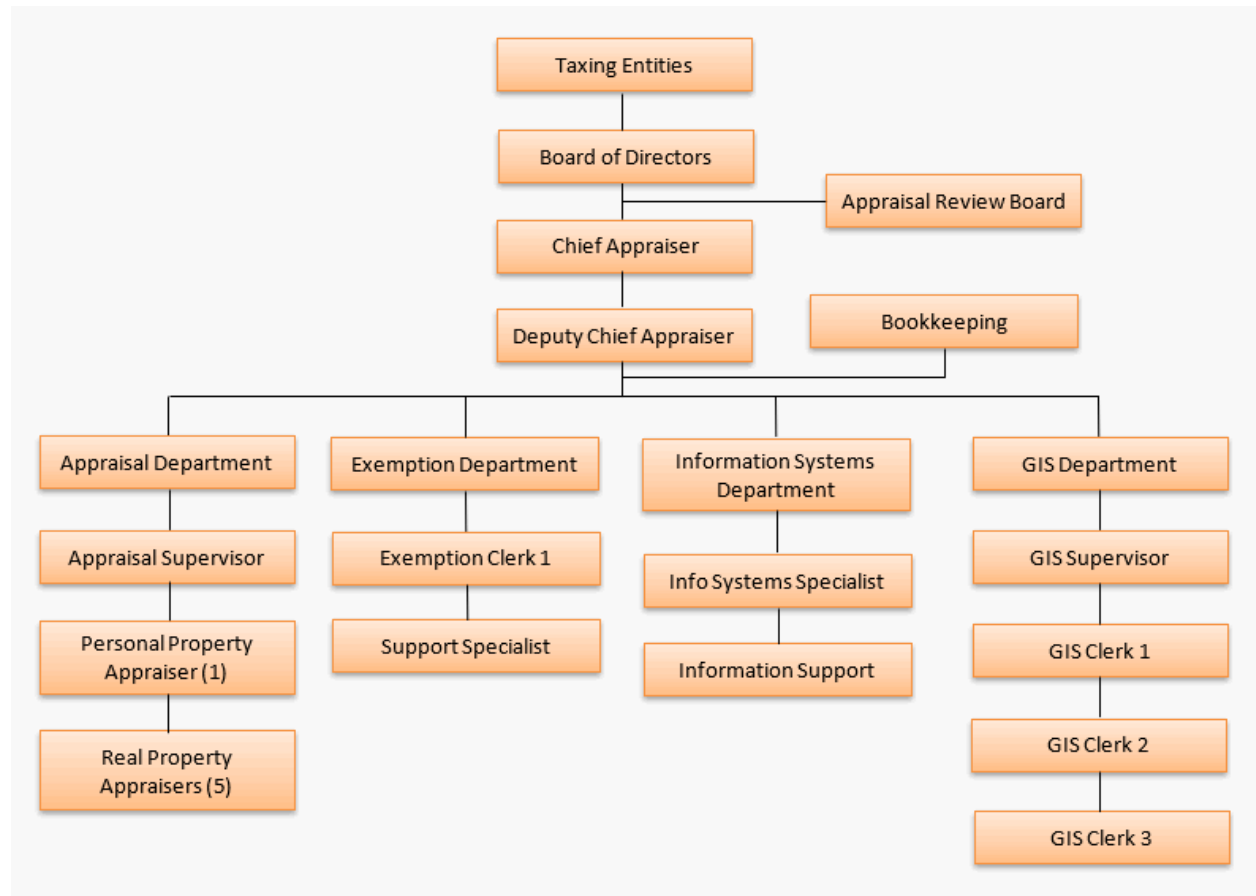 Taxing Entities
Board of Directors
Appraisal Review Board
Chief Appraiser
Bookkeeping
Deputy Chief Appraiser
Appraisal Department
Exemption Department
Information Systems
Department
GIS Department
Appraisal Supervisor
Exemption Clerk 1
Info Systems Specialist
GIS Supervisor
Personal Property
Appraiser (1)
Support Specialist
Information Support
GIS Clerk 1
Real Property
Appraisers (5)
GIS Clerk 2
GIS Clerk 3